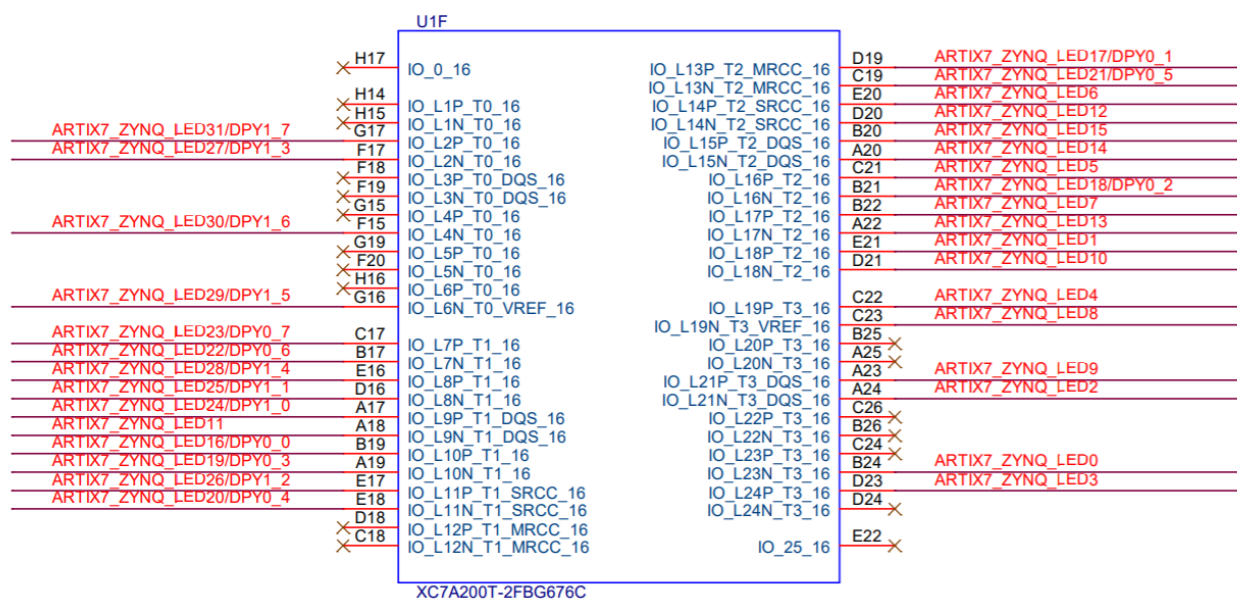 U1F
H17 IO_0_16
H14 IO_L1P_T0_16
H15 IO_L1N_T0_16
ARTIX7_ZYNQ_LED31/DPY1_7 G17 IO_L2P_T0_16
ARTIX7_ZYNQ_LED27/DPY1_3 F17 IO_L2N_T0_16
F18 IO_L3P_T0_DQS_16
F19 IO_L3N_T0_DQS_16
G15 IO_L4P_T0_16
ARTIX7_ZYNQ_LED30/DPY1_6 F15 IO_L4N_T0_16
G19 IO_L5P_T0_16
F20 IO_L5N_T0_16
H16 IO_L6P_T0_16
ARTIX7_ZYNQ_LED29/DPY1_5 G16 IO_L6N_T0_VREF_16
ARTIX7_ZYNQ_LED23/DPY0_7 C17 IO_L7P_T1_16
ARTIX7_ZYNQ_LED22/DPY0_6 B17 IO_L7N_T1_16
ARTIX7_ZYNQ_LED28/DPY1_4 E16 IO_L8P_T1_16
ARTIX7_ZYNQ_LED25/DPY1_1 D16 IO_L8N_T1_16
ARTIX7_ZYNQ_LED24/DPY1_0 A17 IO_L9P_T1_DQS_16
ARTIX7_ZYNQ_LED11 A18 IO_L9N_T1_DQS_16
ARTIX7_ZYNQ_LED16/DPY0_0 B19 IO_L10P_T1_16
ARTIX7_ZYNQ_LED19/DPY0_3 A19 IO_L10N_T1_16
ARTIX7_ZYNQ_LED26/DPY1_2 E17 IO_L11P_T1_SRCC_16
ARTIX7_ZYNQ_LED20/DPY0_4 E18 IO_L11N_T1_SRCC_16
D18 IO_L12P_T1_MRCC_16
C18 IO_L12N_T1_MRCC_16
IO_L13P_T2_MRCC_16 D19 ARTIX7_ZYNQ_LED17/DPY0_1
IO_L13N_T2_MRCC_16 C19 ARTIX7_ZYNQ_LED21/DPY0_5
IO_L14P_T2_SRCC_16 E20 ARTIX7_ZYNQ_LED6
IO_L14N_T2_SRCC_16 D20 ARTIX7_ZYNQ_LED12
IO_L15P_T2_DQS_16 B20 ARTIX7_ZYNQ_LED15
IO_L15N_T2_DQS_16 A20 ARTIX7_ZYNQ_LED14
IO_L16P_T2_16 C21 ARTIX7_ZYNQ_LED5
IO_L16N_T2_16 B21 ARTIX7_ZYNQ_LED18/DPY0_2
IO_L17P_T2_16 B22 ARTIX7_ZYNQ_LED7
IO_L17N_T2_16 A22 ARTIX7_ZYNQ_LED13
IO_L18P_T2_16 E21 ARTIX7_ZYNQ_LED1
IO_L18N_T2_16 D21 ARTIX7_ZYNQ_LED10
IO_L19P_T3_16 C22 ARTIX7_ZYNQ_LED4
IO_L19N_T3_VREF_16 C23 ARTIX7_ZYNQ_LED8
IO_L20P_T3_16 B25
IO_L20N_T3_16 A25
IO_L21P_T3_DQS_16 A23 ARTIX7_ZYNQ_LED9
IO_L21N_T3_DQS_16 A24 ARTIX7_ZYNQ_LED2
IO_L22P_T3_16 C26
IO_L22N_T3_16 B26
IO_L23P_T3_16 C24
IO_L23N_T3_16 B24 ARTIX7_ZYNQ_LED0
IO_L24P_T3_16 D23 ARTIX7_ZYNQ_LED3
IO_L24N_T3_16 D24
IO_25_16 E22
XC7A200T-2FBG676C